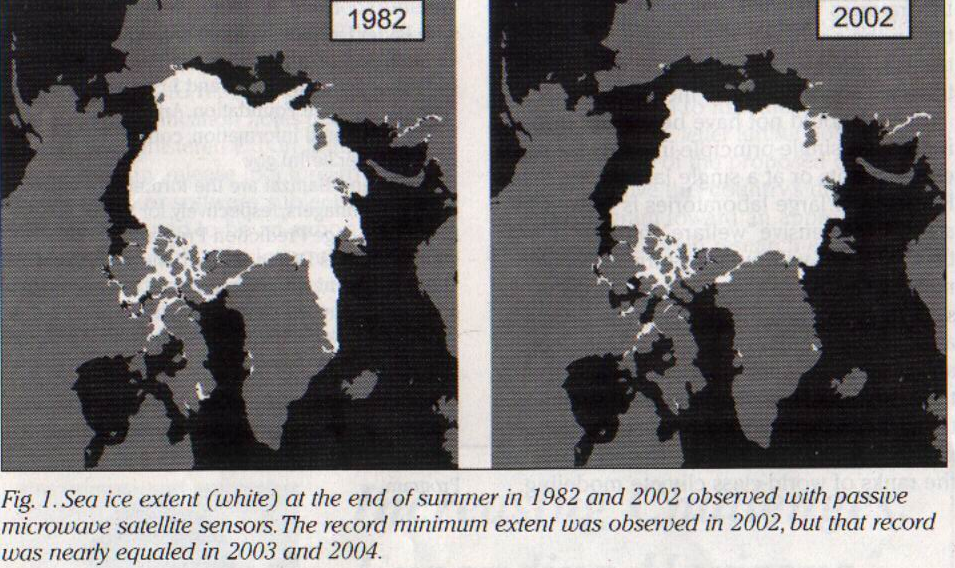 1982
2002
Fig. 1. Sea ice extent (white) at the end of summer in 1982 and 2002 observed with passive
microwave satellite sensors. The record minimum extent was observed in 2002, but that record
was nearly equaled in 2003 and 2004.